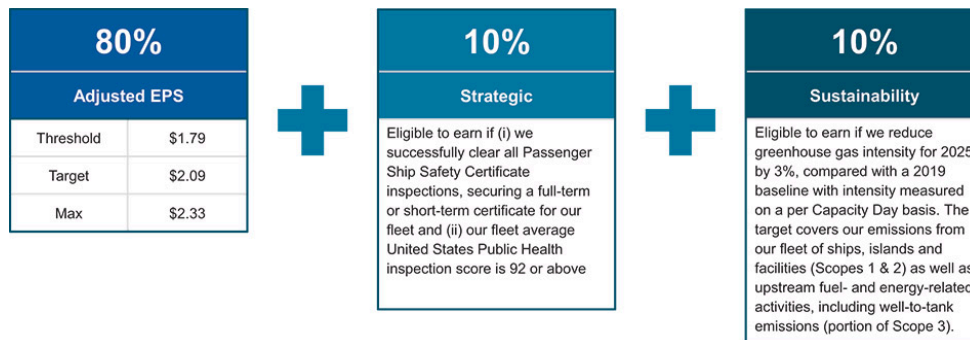 80%
Adjusted EPS
Threshold $1.79
Target $2.09
Max $2.33
10%
Strategic
Eligible to earn if (i) we
successfully clear all Passenger
Ship Safety Certificate
inspections, securing a full-term
or short-term certificate for our
fleet and (ii) our fleet average
United States Public Health
inspection score is 92 or above
10%
Sustainability
Eligible to earn if we reduce
greenhouse gas intensity for 2025
by 3%, compared with a 2019
baseline with intensity measured
on a per Capacity Day basis. The
target covers our emissions from
our fleet of ships, islands and
facilities (Scopes 1 & 2) as well as
upstream fuel- and energy-related
activities, including well-to-tank
emissions (portion of Scope 3).